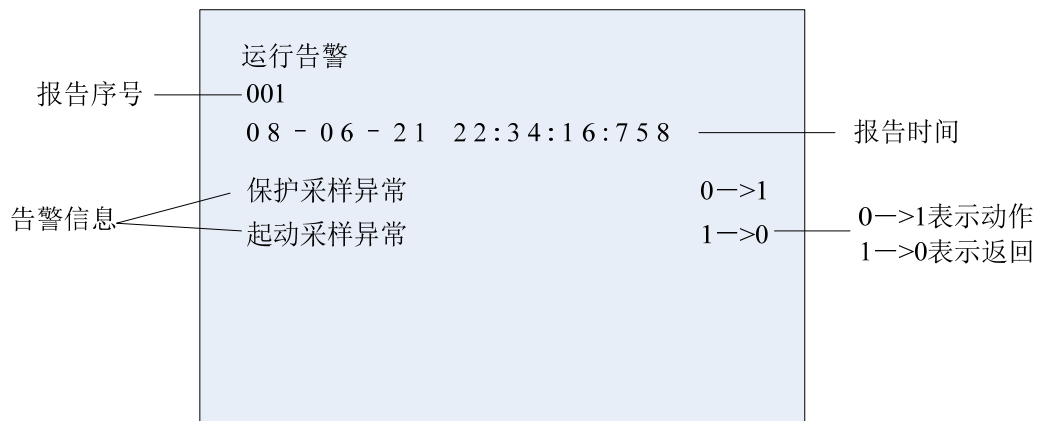 运行告警
报告序号
001
08-06-21 22:34:16:758
报告时间
保护采样异常 0—>1
告警信息
起动采样异常 1—>0
0—>1表示动作
1—>0表示返回